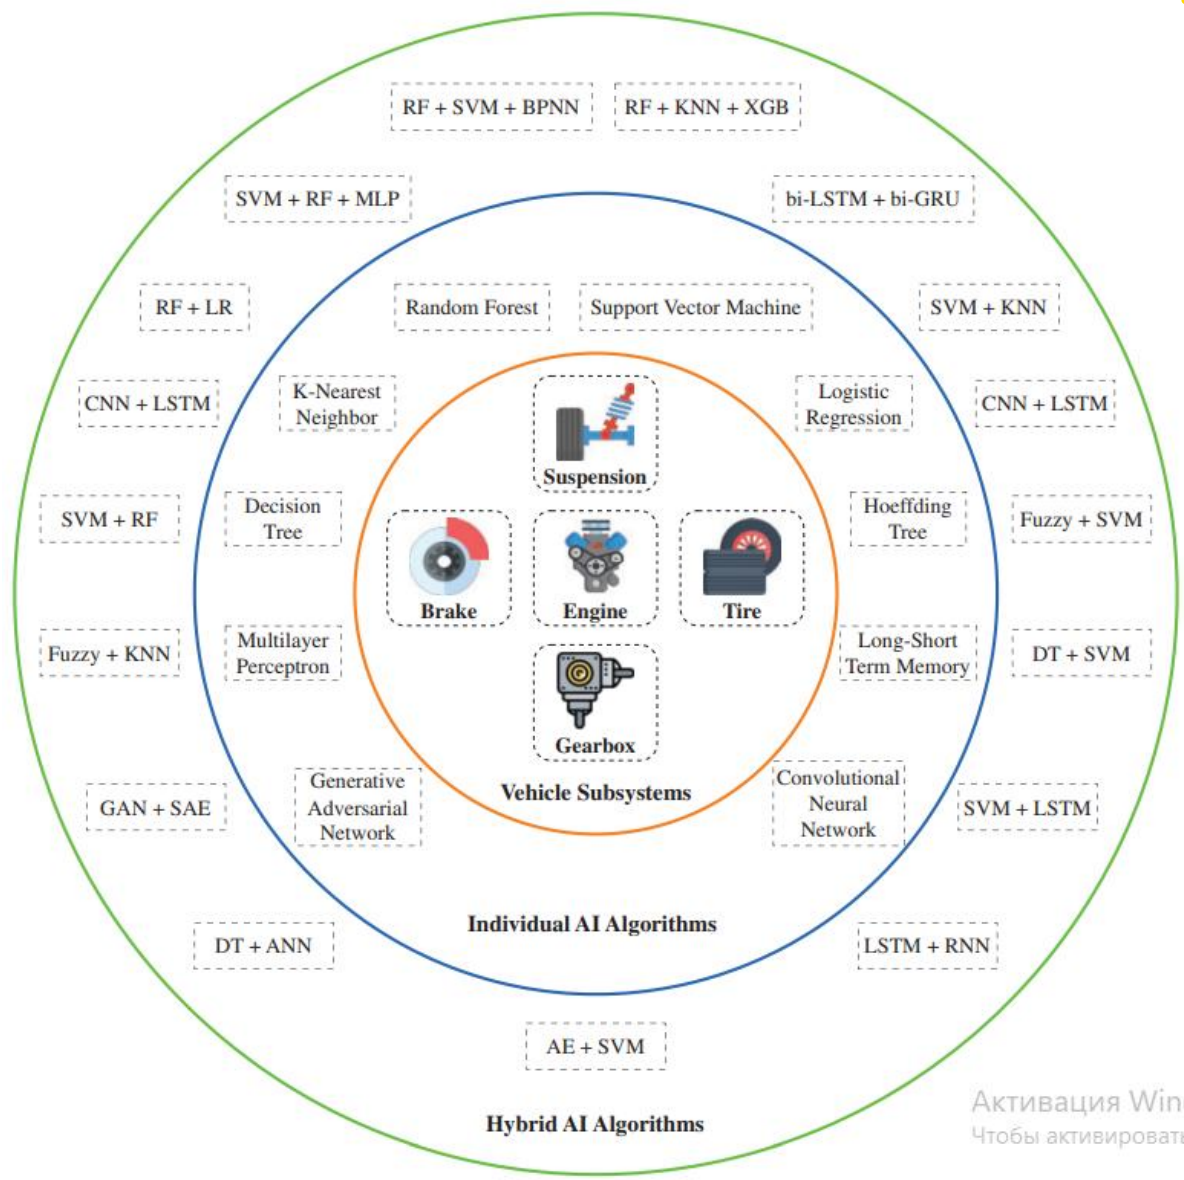 RF + SVM + BPNN
RF + KNN + XGB
SVM + RF + MLP
bi-LSTM + bi-GRU
RF + LR
Random Forest
Support Vector Machine
SVM + KNN
CNN + LSTM
K-Nearest
Neighbor
Logistic
Regression
CNN + LSTM
Suspension
SVM + RF
Decision
Tree
Hoeffding
Tree
Fuzzy + SVM
Brake
Engine
Tire
Fuzzy + KNN
Multilayer
Perceptron
Long-Short
Term Memory
DT + SVM
Gearbox
Vehicle Subsystems
GAN + SAE
Generative
Adversarial
Network
Convolutional
Neural
Network
SVM + LSTM
Individual AI Algorithms
DT + ANN
LSTM + RNN
AE + SVM
Hybrid AI Algorithms
Активация Win
Чтобы активировать